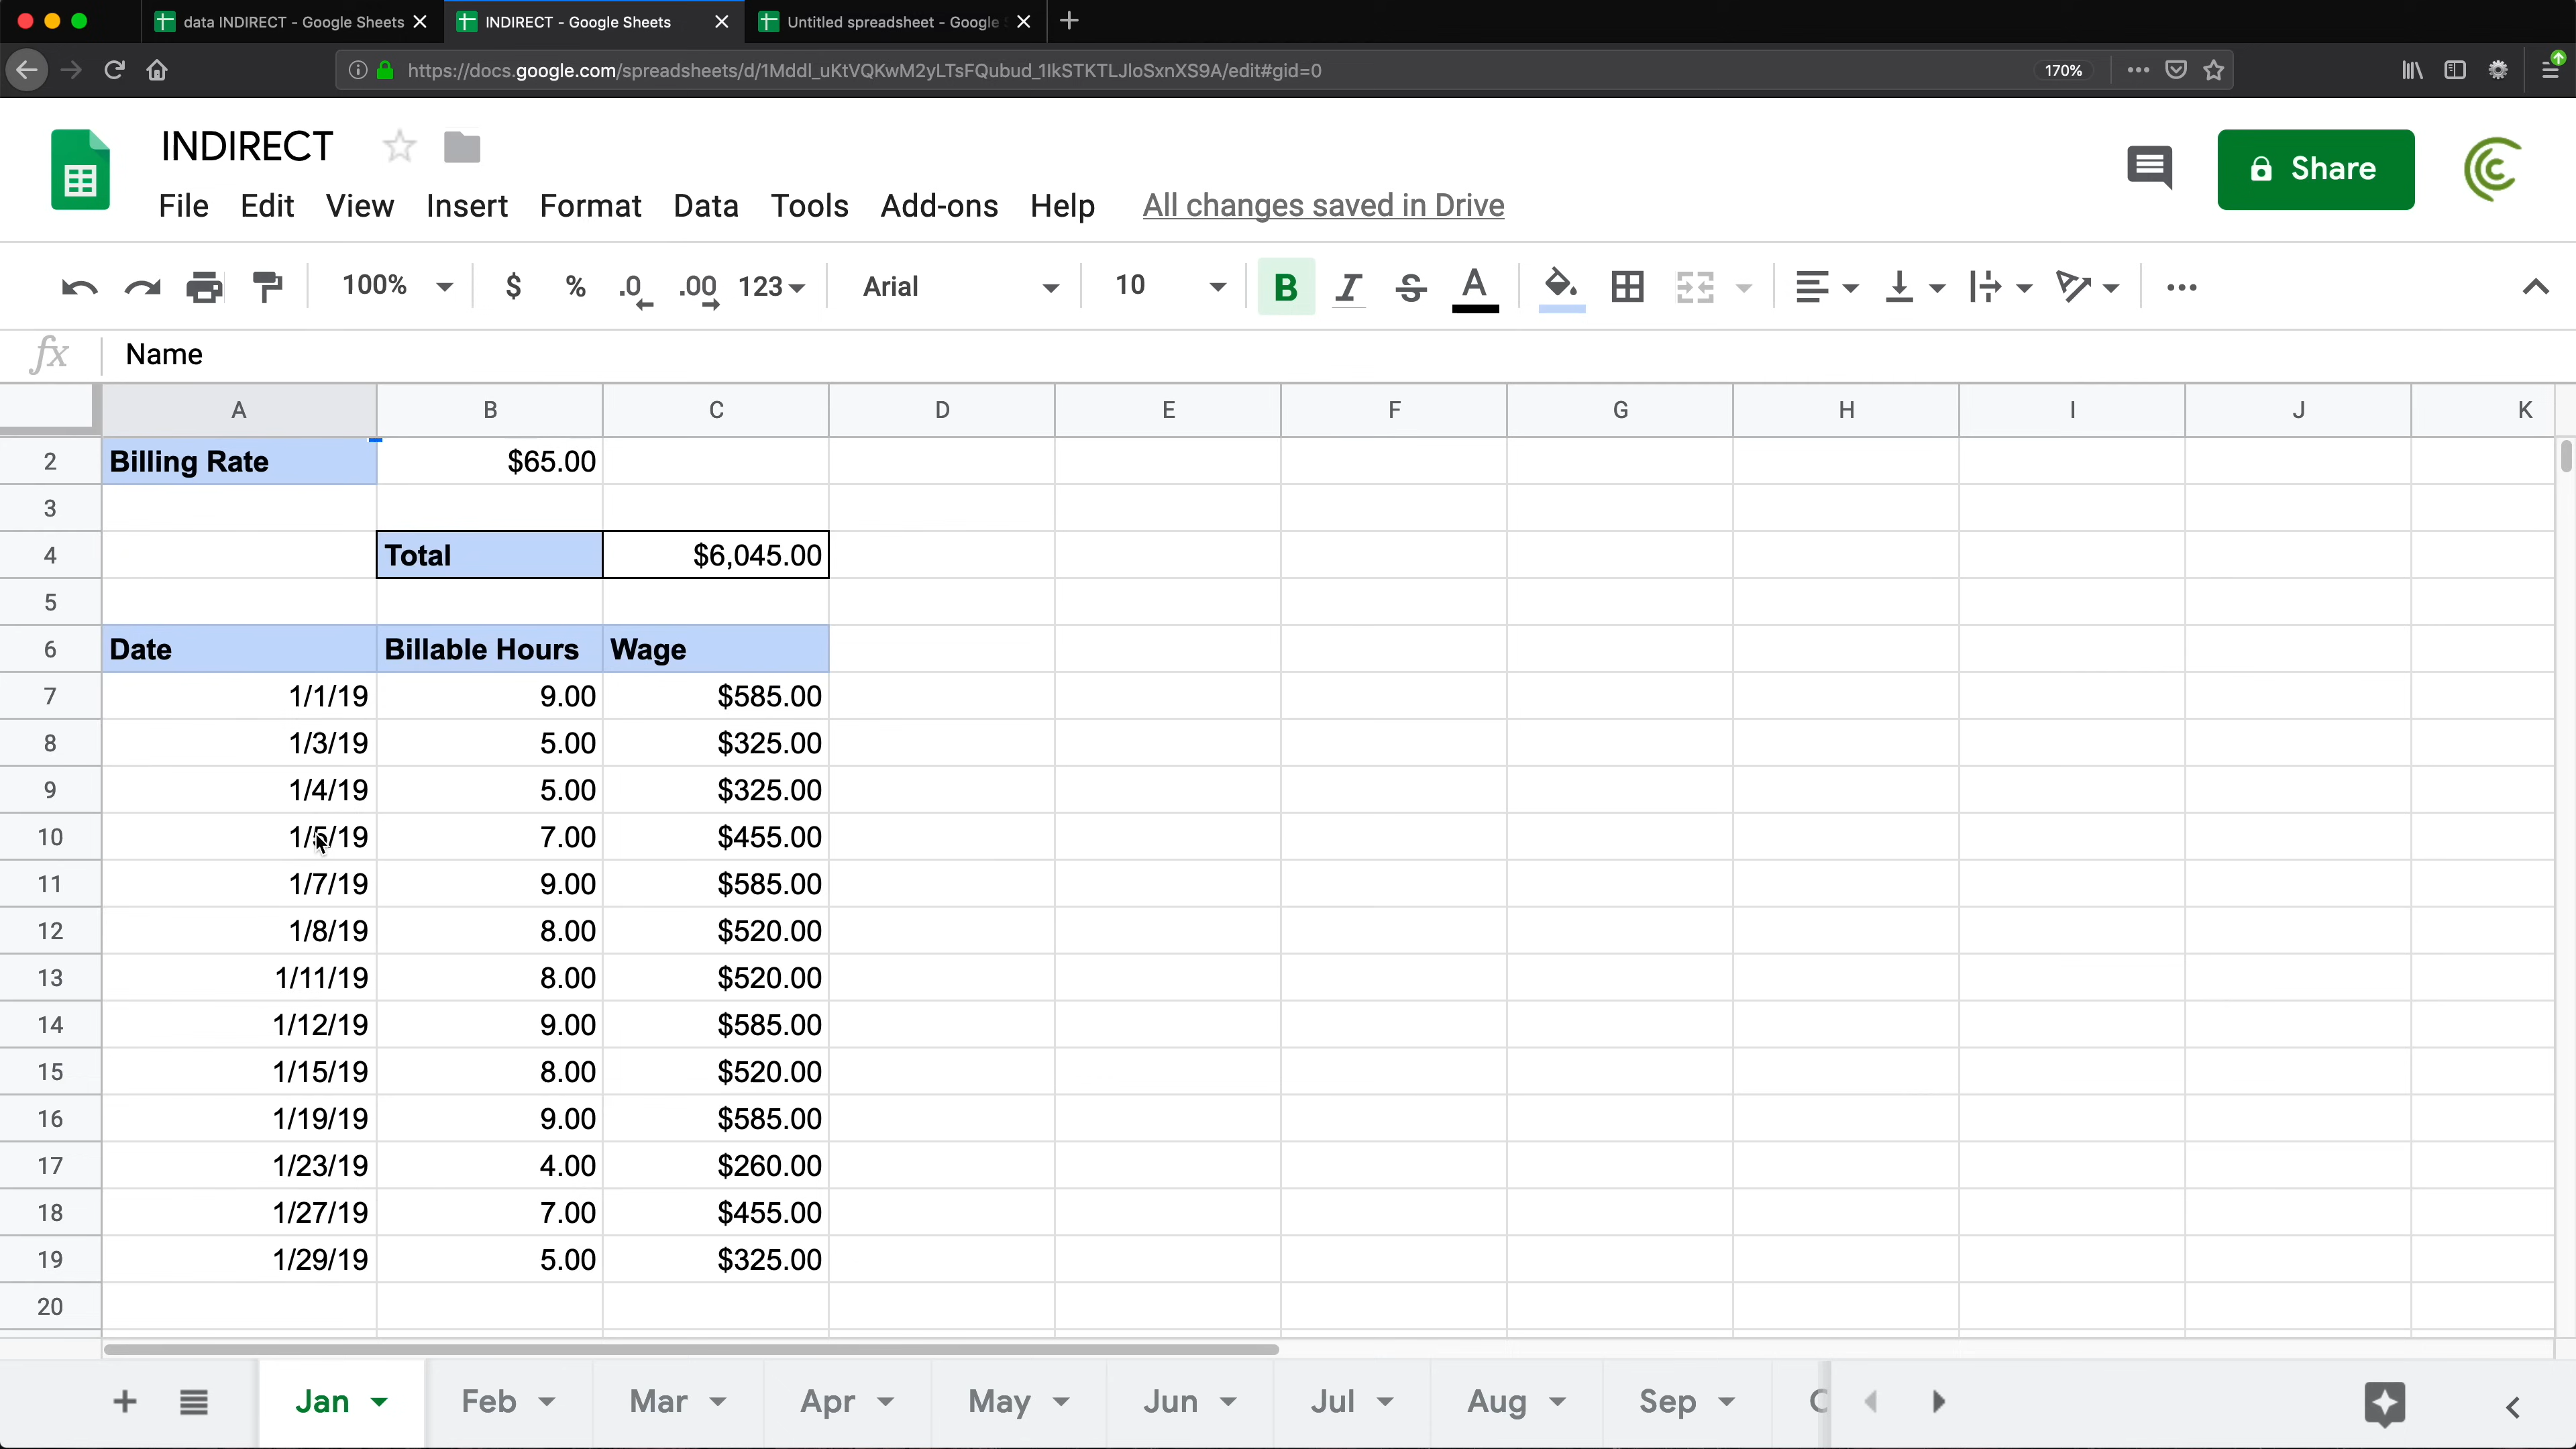 data INDIRECT - Google Sheets
INDIRECT - Google Sheets
Untitled spreadsheet - Google
https://docs.google.com/spreadsheets/d/1Mddl_uKtVQKwM2yLTsFQubud_1lkSTKTLJloSxnXS9A/edit#gid=0
170%
INDIRECT
Share
File Edit View Insert Format Data Tools Add-ons Help All changes saved in Drive
100% $ % .0 .00 123 Arial 10 B I S A
fx Name
A B C D E F G H I J K
2 Billing Rate $65.00
3
4 Total $6,045.00
5
6 Date Billable Hours Wage
7 1/1/19 9.00 $585.00
8 1/3/19 5.00 $325.00
9 1/4/19 5.00 $325.00
10 1/5/19 7.00 $455.00
11 1/7/19 9.00 $585.00
12 1/8/19 8.00 $520.00
13 1/11/19 8.00 $520.00
14 1/12/19 9.00 $585.00
15 1/15/19 8.00 $520.00
16 1/19/19 9.00 $585.00
17 1/23/19 4.00 $260.00
18 1/27/19 7.00 $455.00
19 1/29/19 5.00 $325.00
20
Jan Feb Mar Apr May Jun Jul Aug Sep